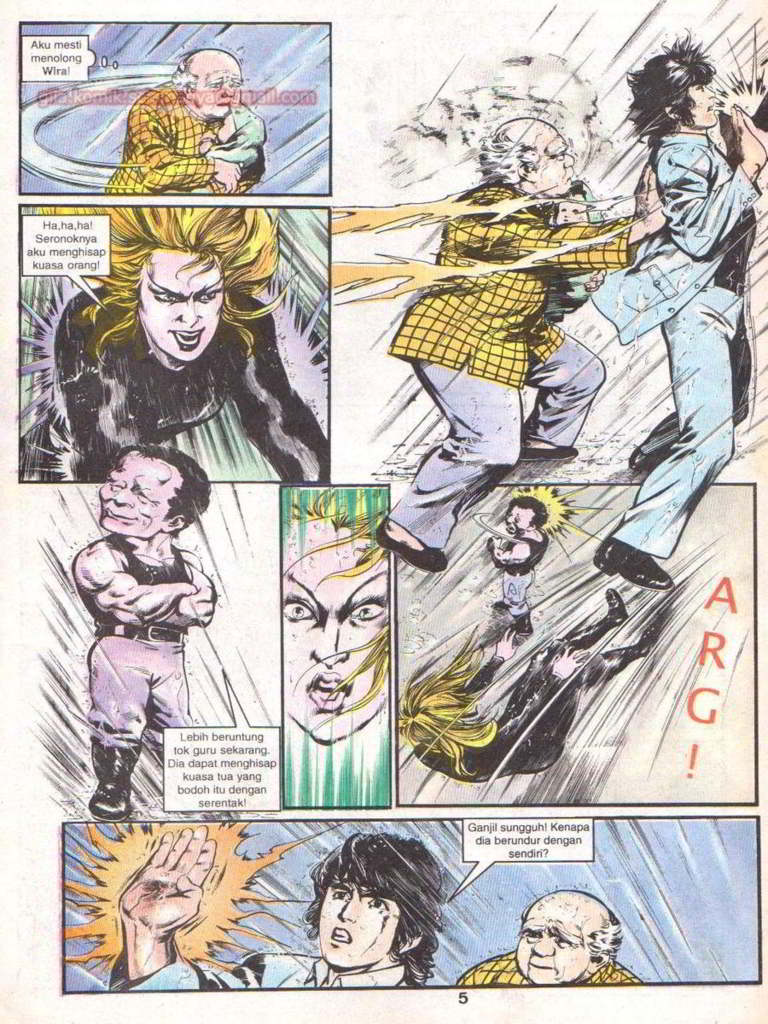 Aku mesti
menolong
Wira!
Ha,ha,ha!
Seronoknya
aku menghisap
kuasa orang!
Lebih beruntung
tok guru sekarang.
Dia dapat menghisap
kuasa tua yang
bodoh itu dengan
serentak!
A
R
G
!
Ganjil sungguh! Kenapa
dia berundur dengan
sendiri?
5